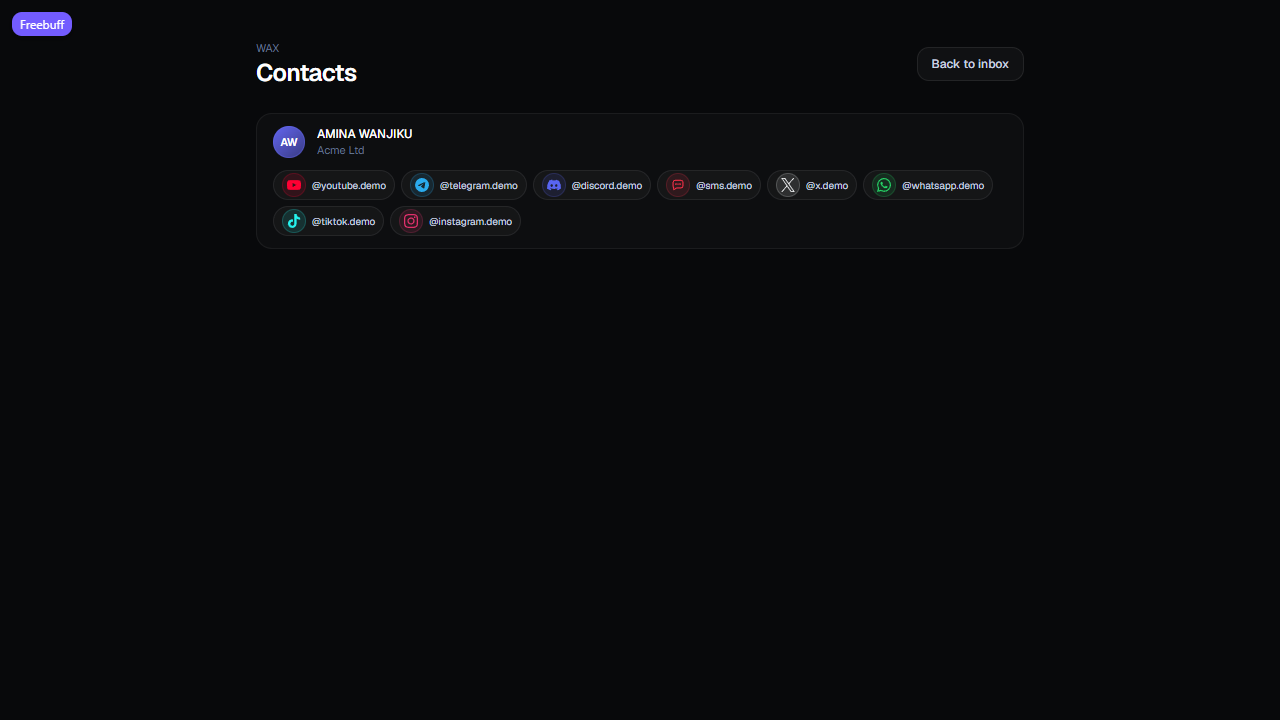 Freebuff
WAX
Contacts
Back to inbox
AW
AMINA WANJIKU
Acme Ltd
@youtube.demo
@telegram.demo
@discord.demo
@sms.demo
@x.demo
@whatsapp.demo
@tiktok.demo
@instagram.demo